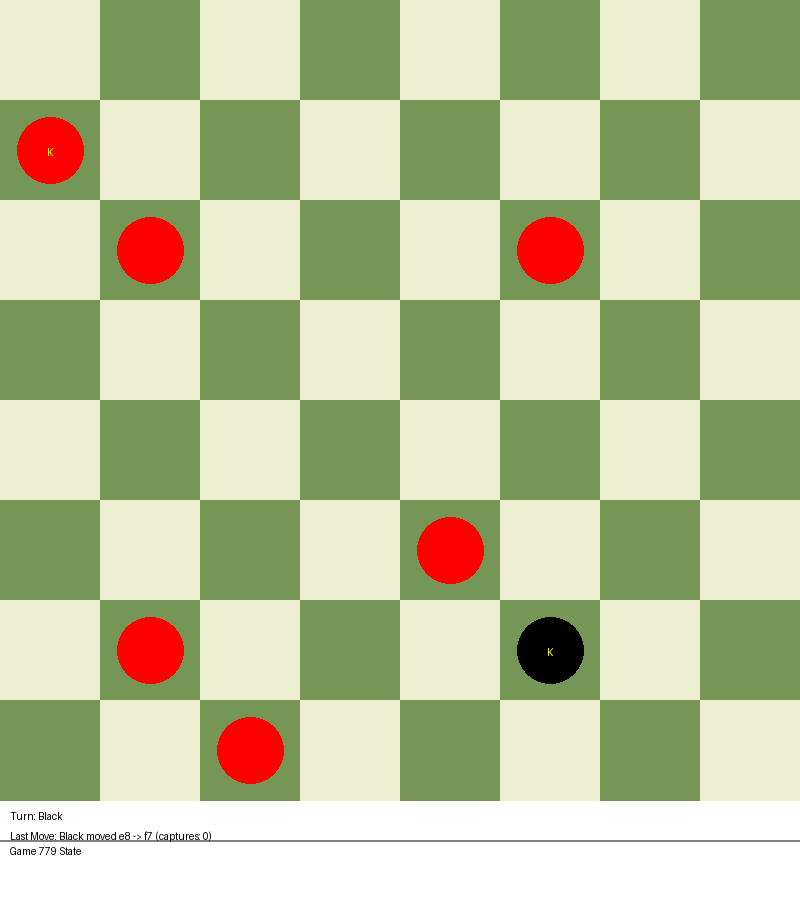 K
K
Turn: Black
Last Move: Black moved e8 -> f7 (captures: 0)
Game 779 State